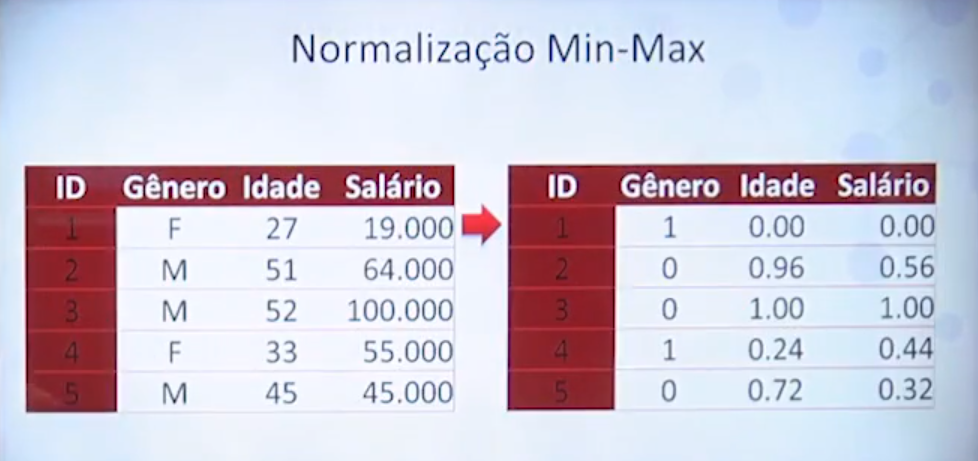 Normalização Min-Max
ID Gênero Idade Salário
1 F 27 19.000
2 M 51 64.000
3 M 52 100.000
4 F 33 55.000
5 M 45 45.000
ID Gênero Idade Salário
1 1 0.00 0.00
2 0 0.96 0.56
3 0 1.00 1.00
4 1 0.24 0.44
5 0 0.72 0.32